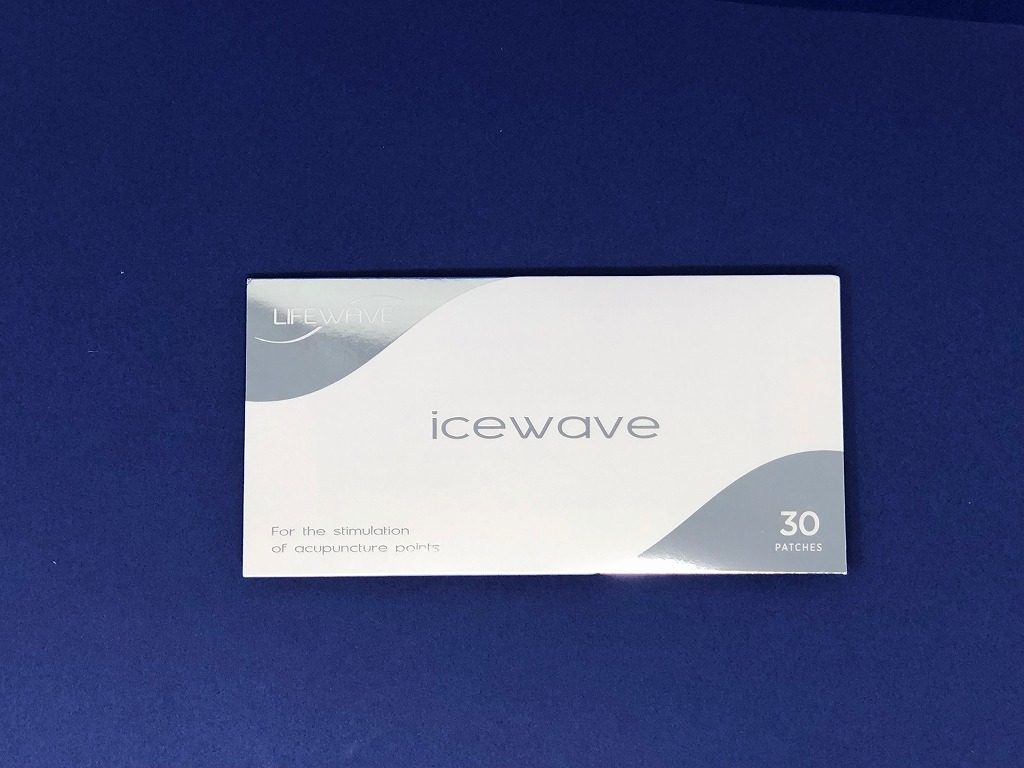 LIFEWAVE
icewave
For the stimulation
of acupuncture points
30
PATCHES